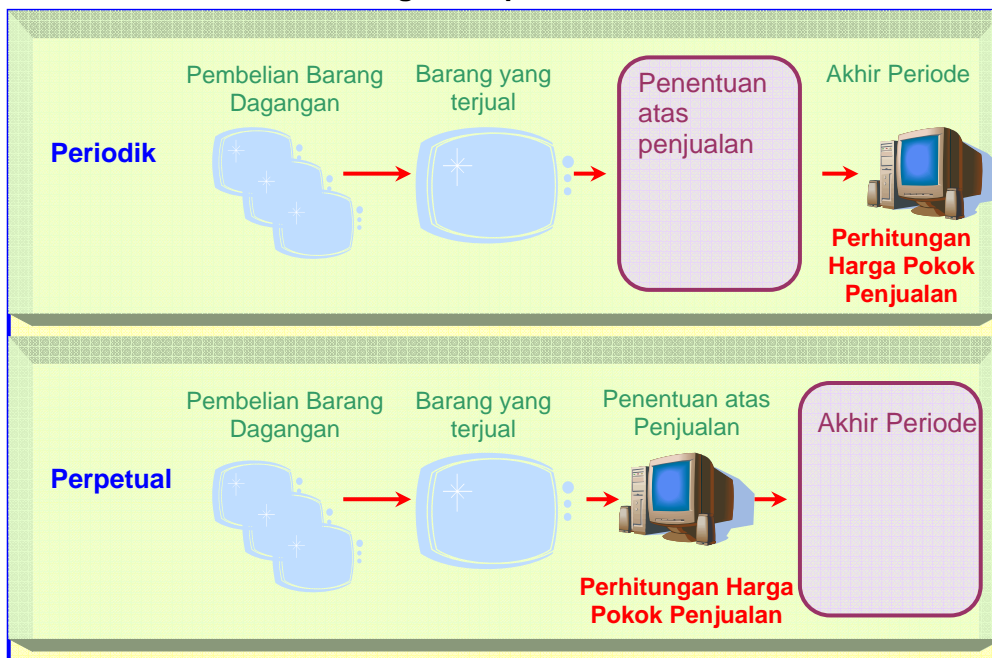 Pembelian Barang
Dagangan
Barang yang
terjual
Penentuan
atas
penjualan
Akhir Periode
Periodik
Perhitungan
Harga Pokok
Penjualan
Pembelian Barang
Dagangan
Barang yang
terjual
Penentuan atas
Penjualan
Akhir Periode
Perpetual
Perhitungan Harga
Pokok Penjualan